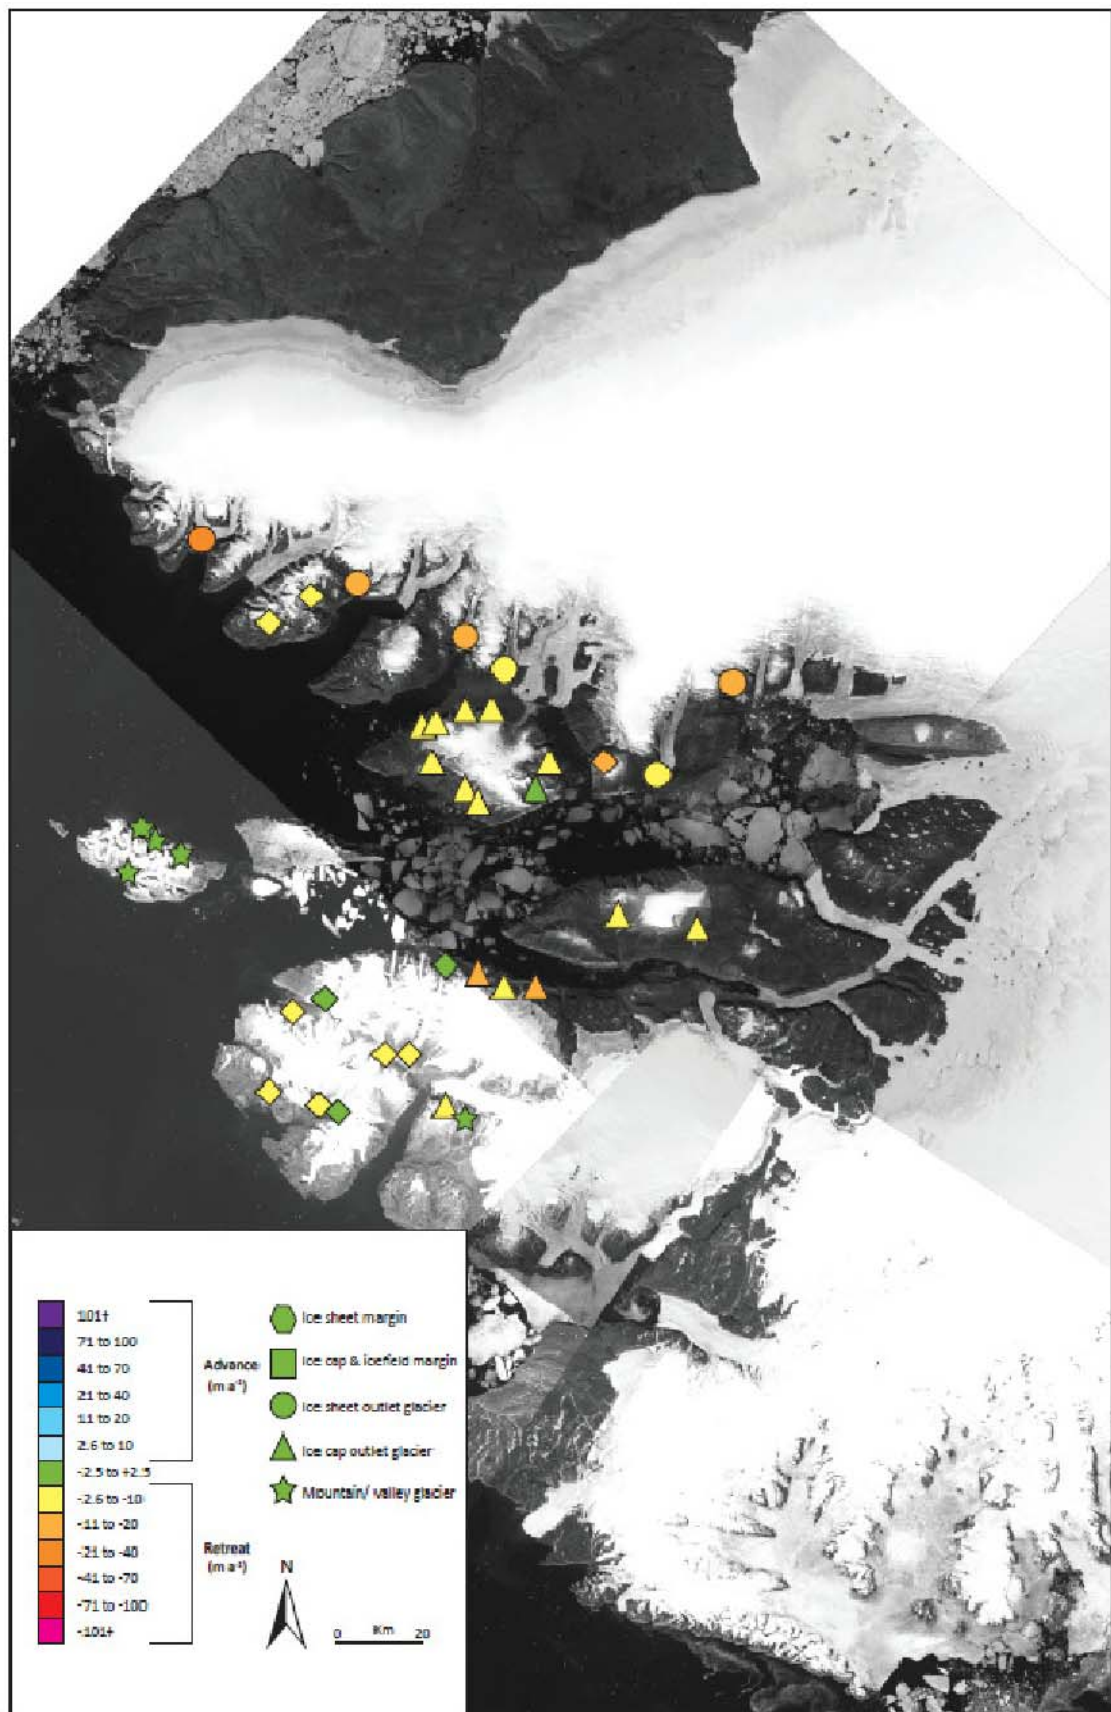 101+
71 to 100
41 to 70
21 to 40
11 to 20
2.6 to 10
-2.5 to +2.5
-2.6 to -10
-11 to -20
-21 to -40
-41 to -70
-71 to -100
-101+
Advance
(m a⁻¹)
Retreat
(m a⁻¹)
Ice sheet margin
Ice cap & icefield margin
Ice sheet outlet glacier
Ice cap outlet glacier
Mountain/ valley glacier
N
0 Km 20